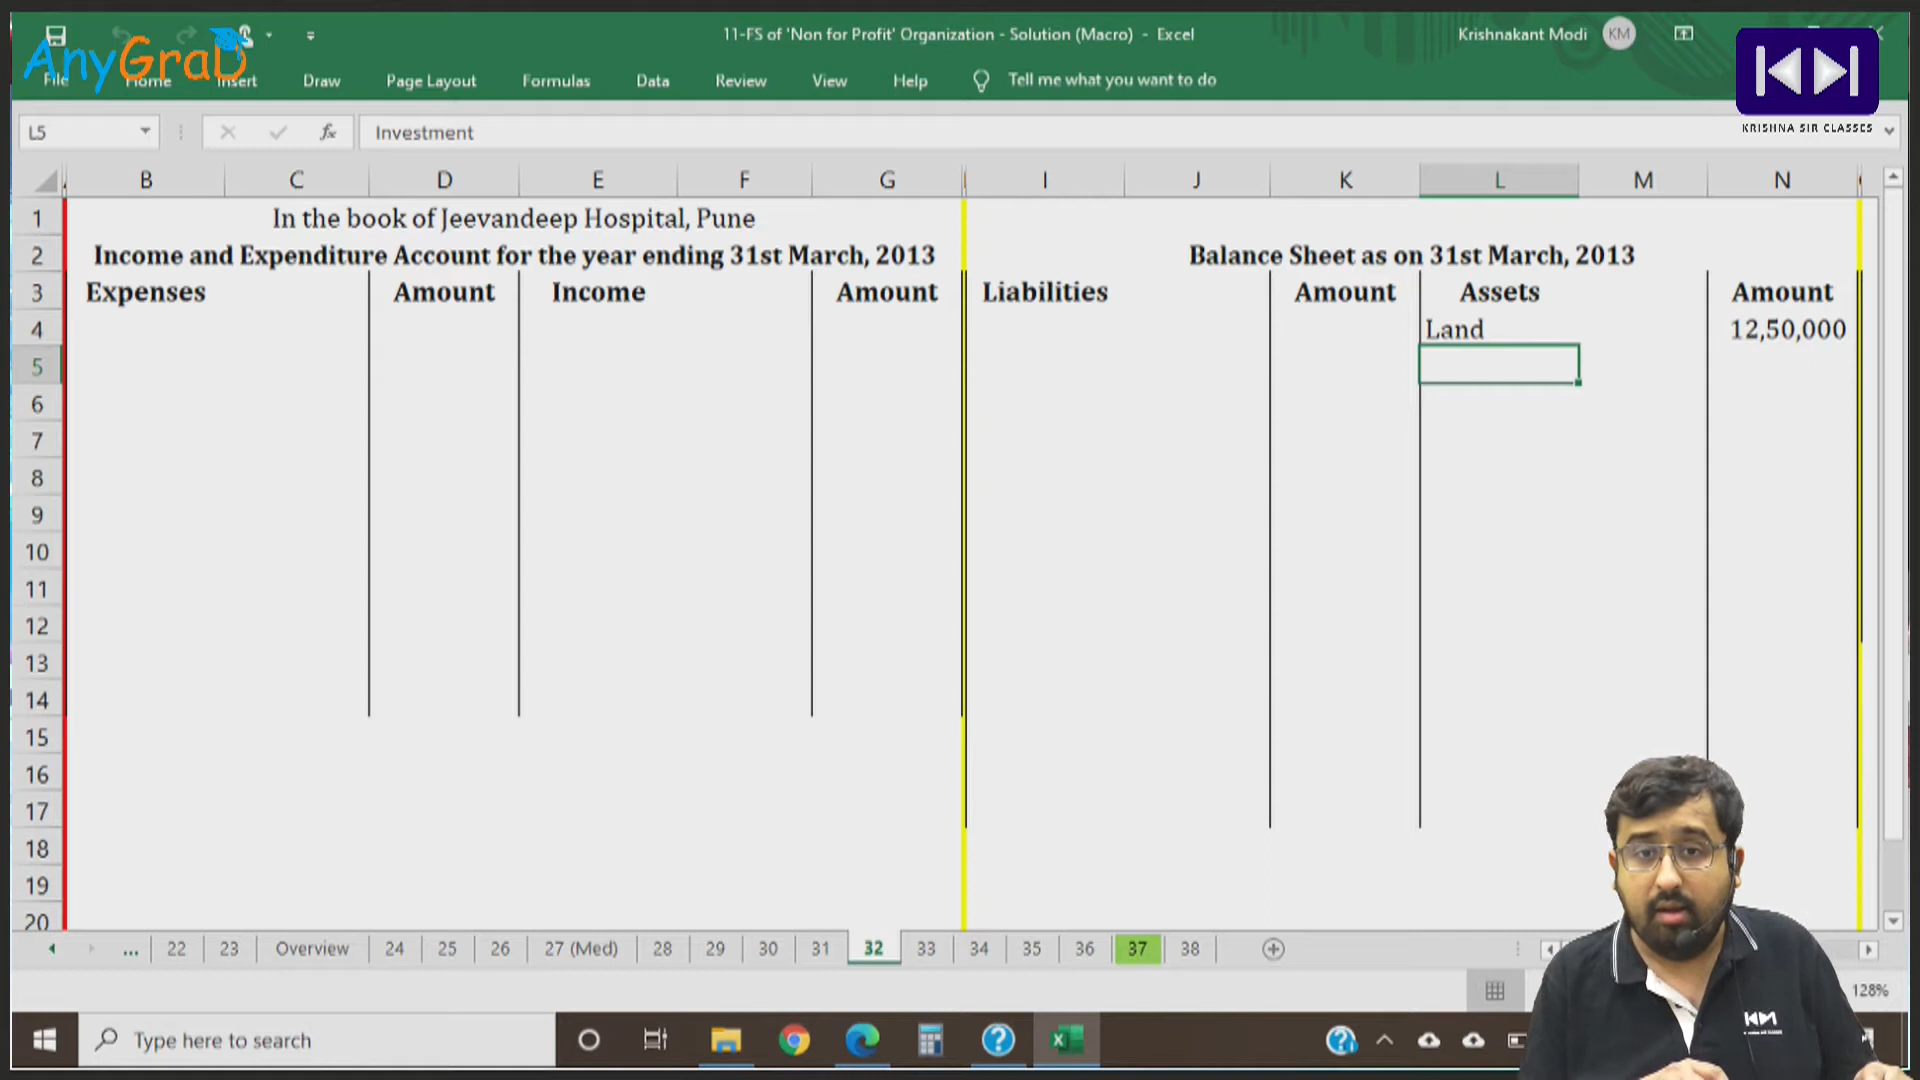 AnyGraD
11-FS of 'Non for Profit' Organization - Solution (Macro) - Excel
Krishnakant Modi KM
File Home Insert Draw Page Layout Formulas Data Review View Help Tell me what you want to do
KRISHNA SIR CLASSES
L5 fx Investment
B C D E F G I J K L M N
1 In the book of Jeevandeep Hospital, Pune
2 Income and Expenditure Account for the year ending 31st March, 2013 Balance Sheet as on 31st March, 2013
3 Expenses Amount Income Amount Liabilities Amount Assets Amount
4 Land 12,50,000
5
6
7
8
9
10
11
12
13
14
15
16
17
18
19
20
... 22 23 Overview 24 25 26 27 (Med) 28 29 30 31 32 33 34 35 36 37 38
128%
Type here to search